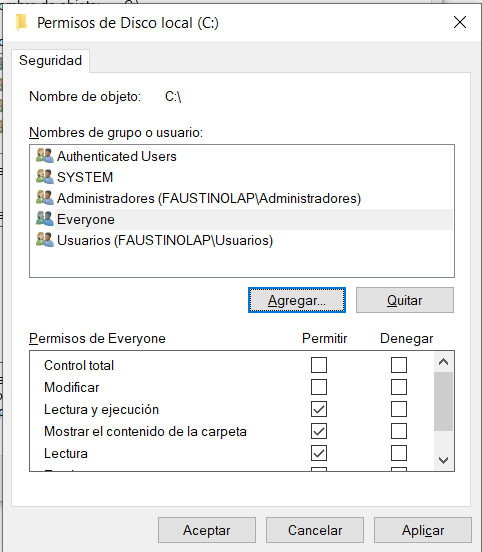 Permisos de Disco local (C:)
Seguridad
Nombre de objeto: C:\
Nombres de grupo o usuario:
Authenticated Users
SYSTEM
Administradores (FAUSTINOLAP\Administradores)
Everyone
Usuarios (FAUSTINOLAP\Usuarios)
Agregar... Quitar
Permisos de Everyone Permitir Denegar
Control total
Modificar
Lectura y ejecución
Mostrar el contenido de la carpeta
Lectura
Aceptar Cancelar Aplicar